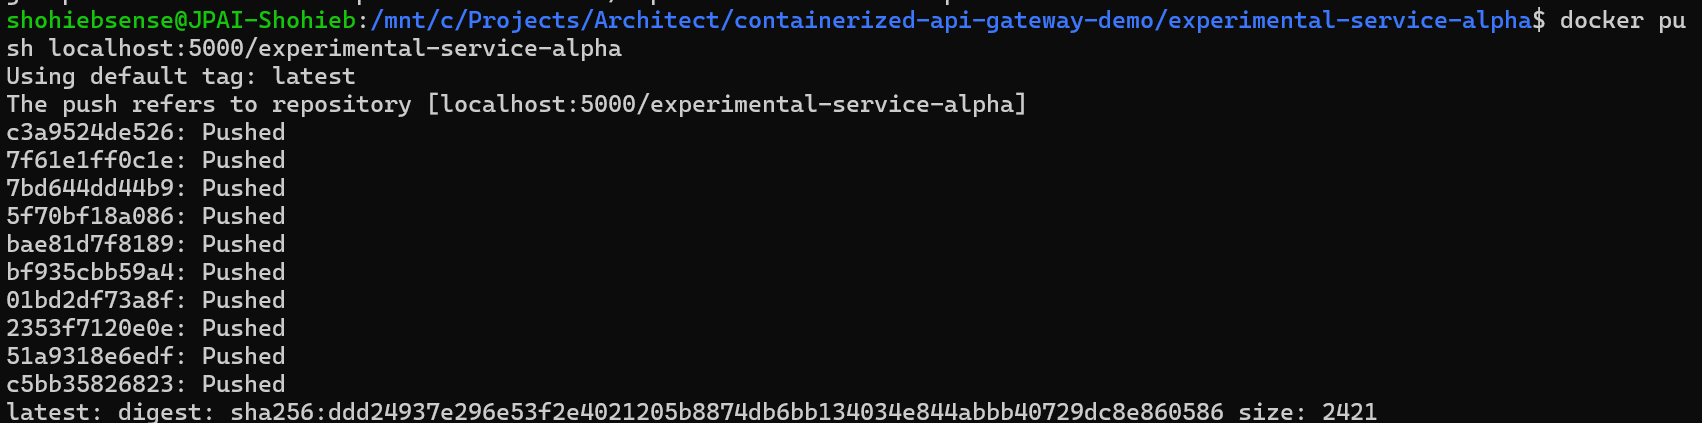 shohiebsense@JPAI-Shohieb:/mnt/c/Projects/Architect/containerized-api-gateway-demo/experimental-service-alpha$ docker pu
sh localhost:5000/experimental-service-alpha
Using default tag: latest
The push refers to repository [localhost:5000/experimental-service-alpha]
c3a9524de526: Pushed
7f61e1ff0c1e: Pushed
7bd644dd44b9: Pushed
5f70bf18a086: Pushed
bae81d7f8189: Pushed
bf935cbb59a4: Pushed
01bd2df73a8f: Pushed
2353f7120e0e: Pushed
51a9318e6edf: Pushed
c5bb35826823: Pushed
latest: digest: sha256:ddd24937e296e53f2e4021205b8874db6bb134034e844abbb40729dc8e860586 size: 2421